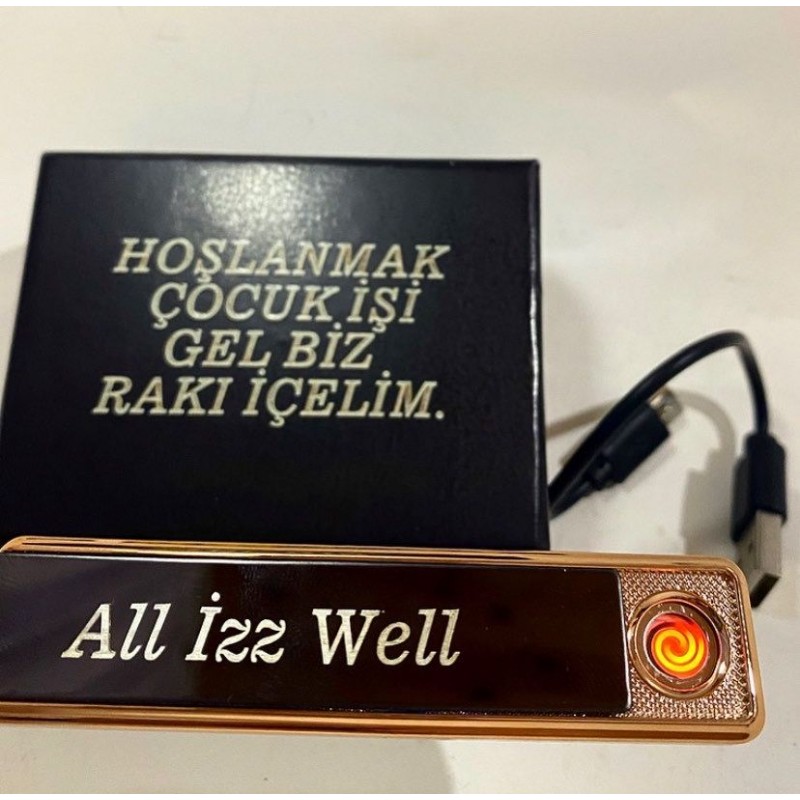 HOŞLANMAK
ÇOCUK İŞİ
GEL BİZ
RAKI İÇELİM.
All İzz Well